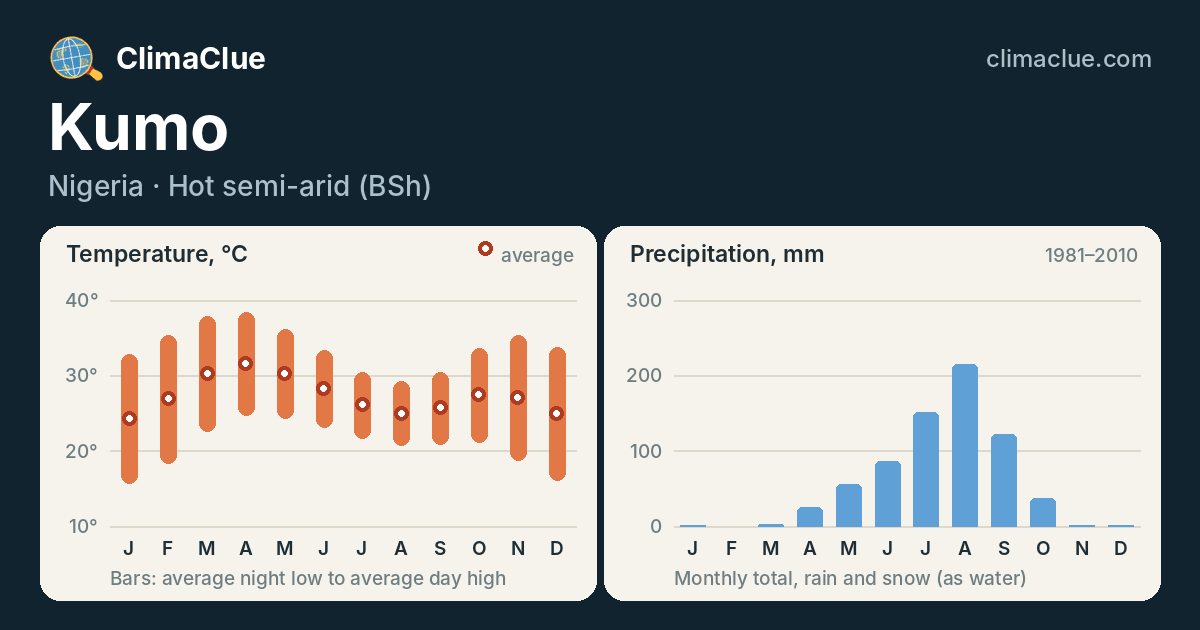 ClimaClue
climaclue.com
Kumo
Nigeria · Hot semi-arid (BSh)
Temperature, °C
average
40°
30°
20°
10°
J F M A M J J A S O N D
Bars: average night low to average day high
Precipitation, mm
1981–2010
300
200
100
0
J F M A M J J A S O N D
Monthly total, rain and snow (as water)